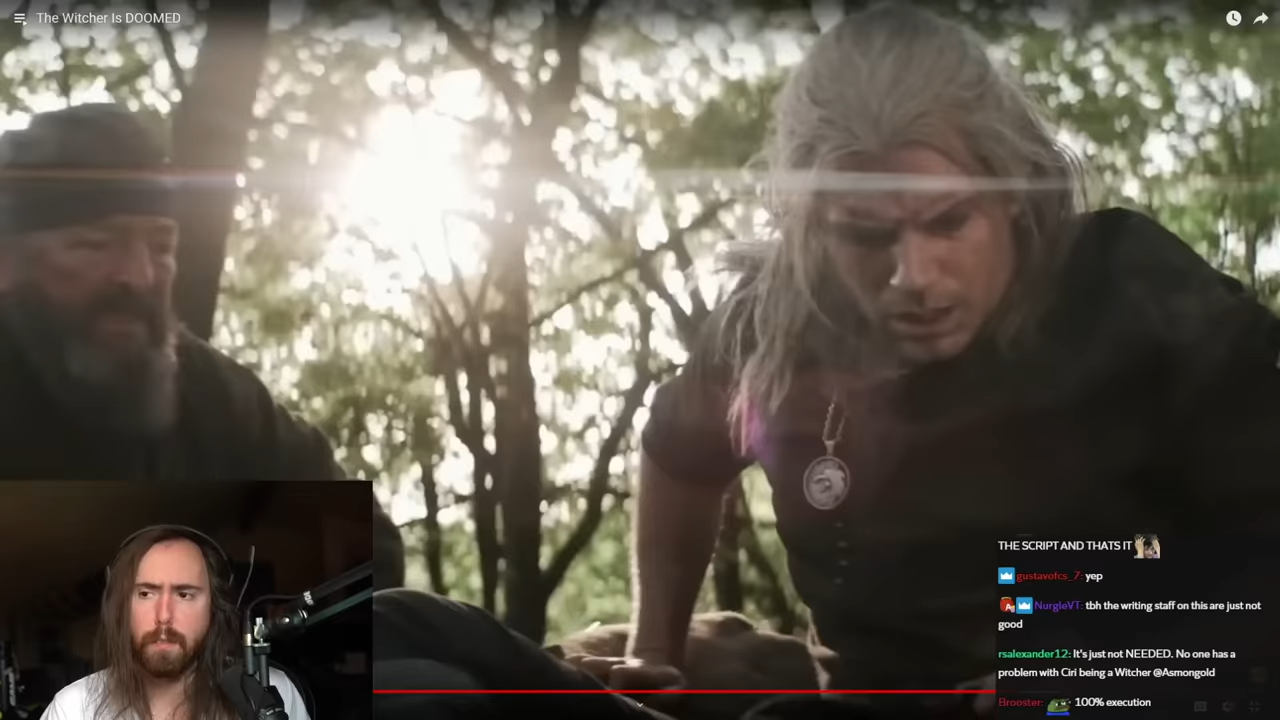 The Witcher Is DOOMED
THE SCRIPT AND THATS IT
gustavofcs_7: yep
NurgleVT: tbh the writing staff on this are just not
good
rsalexander12: It's just not NEEDED. No one has a
problem with Ciri being a Witcher @Asmongold
Brooster: 100% execution